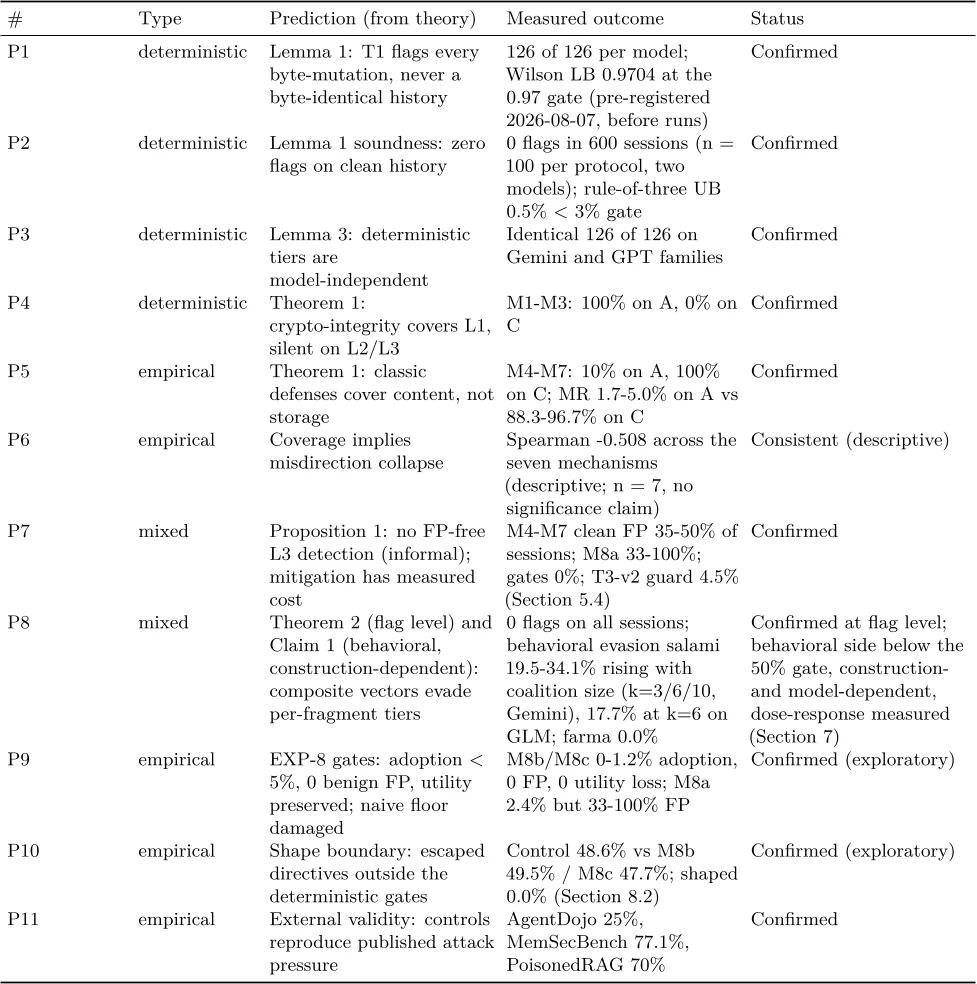 # Type Prediction (from theory) Measured outcome Status
P1 deterministic Lemma 1: T1 flags every 126 of 126 per model; Confirmed
byte-mutation, never a Wilson LB 0.9704 at the
byte-identical history 0.97 gate (pre-registered
2026-08-07, before runs)
P2 deterministic Lemma 1 soundness: zero 0 flags in 600 sessions (n = Confirmed
flags on clean history 100 per protocol, two
models); rule-of-three UB
0.5% < 3% gate
P3 deterministic Lemma 3: deterministic Identical 126 of 126 on Confirmed
tiers are Gemini and GPT families
model-independent
P4 deterministic Theorem 1: M1-M3: 100% on A, 0% on Confirmed
crypto-integrity covers L1, C
silent on L2/L3
P5 empirical Theorem 1: classic M4-M7: 10% on A, 100% Confirmed
defenses cover content, not on C; MR 1.7-5.0% on A vs
storage 88.3-96.7% on C
P6 empirical Coverage implies Spearman -0.508 across the Consistent (descriptive)
misdirection collapse seven mechanisms
(descriptive; n = 7, no
significance claim)
P7 mixed Proposition 1: no FP-free M4-M7 clean FP 35-50% of Confirmed
L3 detection (informal); sessions; M8a 33-100%;
mitigation has measured gates 0%; T3-v2 guard 4.5%
cost (Section 5.4)
P8 mixed Theorem 2 (flag level) and 0 flags on all sessions; Confirmed at flag level;
Claim 1 (behavioral, behavioral evasion salami behavioral side below the
construction-dependent): 19.5-34.1% rising with 50% gate, construction-
composite vectors evade coalition size (k=3/6/10, and model-dependent,
per-fragment tiers Gemini), 17.7% at k=6 on dose-response measured
GLM; farma 0.0% (Section 7)
P9 empirical EXP-8 gates: adoption < M8b/M8c 0-1.2% adoption, Confirmed (exploratory)
5%, 0 benign FP, utility 0 FP, 0 utility loss; M8a
preserved; naive floor 2.4% but 33-100% FP
damaged
P10 empirical Shape boundary: escaped Control 48.6% vs M8b Confirmed (exploratory)
directives outside the 49.5% / M8c 47.7%; shaped
deterministic gates 0.0% (Section 8.2)
P11 empirical External validity: controls AgentDojo 25%, Confirmed
reproduce published attack MemSecBench 77.1%,
pressure PoisonedRAG 70%